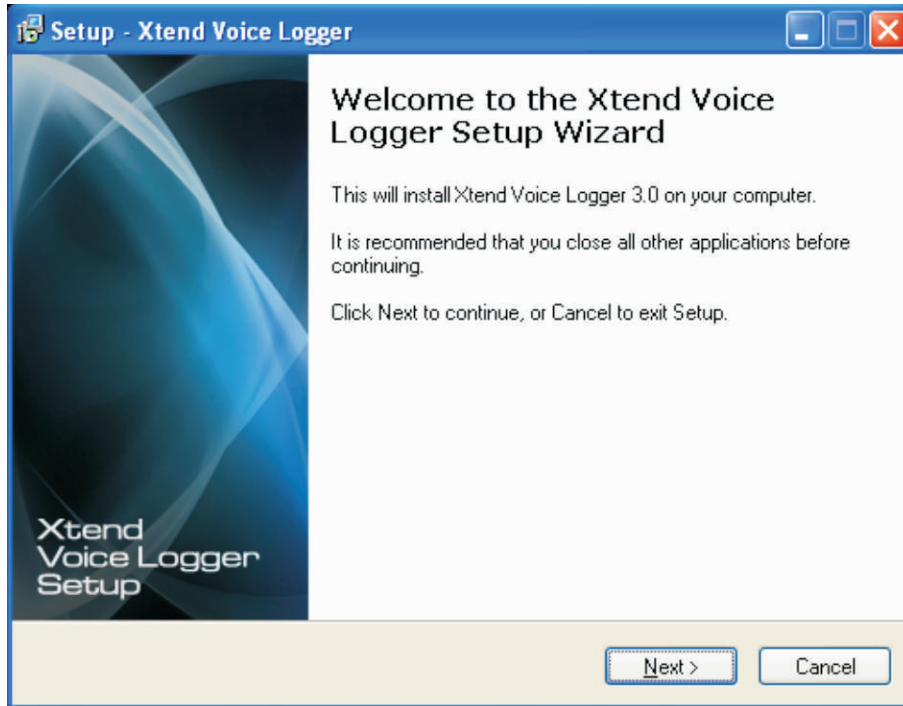 Setup - Xtend Voice Logger
Welcome to the Xtend Voice
Logger Setup Wizard
This will install Xtend Voice Logger 3.0 on your computer.
It is recommended that you close all other applications before
continuing.
Click Next to continue, or Cancel to exit Setup.
Xtend
Voice Logger
Setup
Next >
Cancel